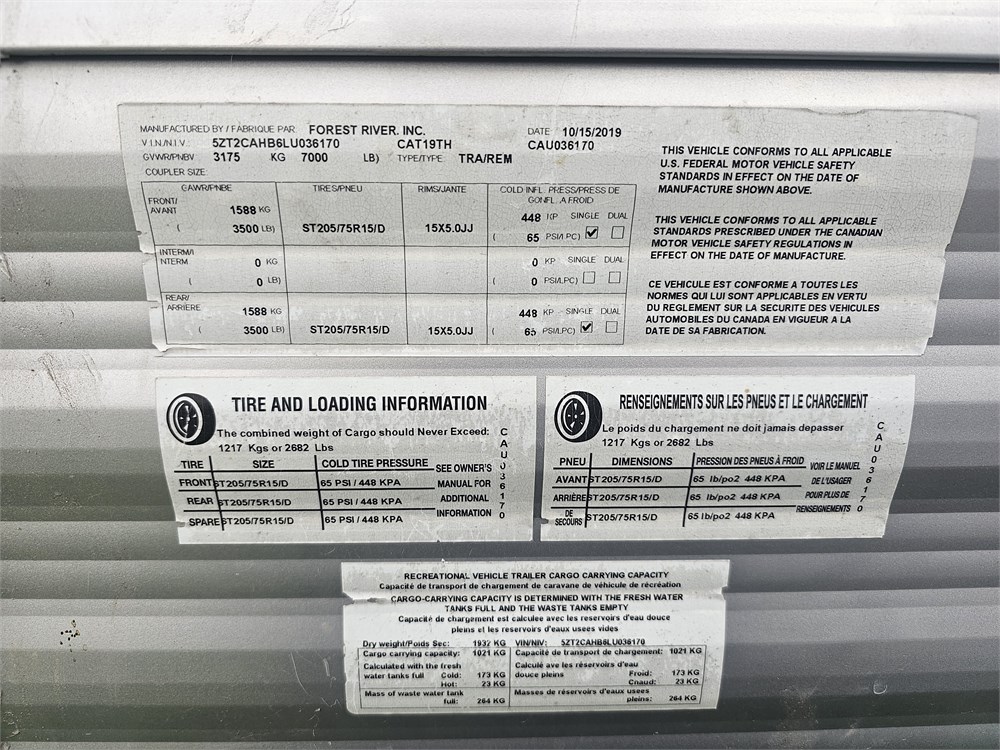 MANUFACTURED BY / FABRIQUE PAR FOREST RIVER, INC. DATE 10/15/2019
V.I.N./N.I.V. 5ZT2CAHB6LU036170 CAT19TH CAU036170
GVWR/PNBV 3175 KG 7000 LB) TYPE/TYPE TRA/REM
COUPLER SIZE
GAWR/PNBE TIRES/PNEU RIMS/JANTE COLD INFL. PRESS/PRESS DE GONFL. A FROID
FRONT/ AVANT 1588 KG 448 KP SINGLE DUAL
( 3500 LB) ST205/75R15/D 15X5.0JJ ( 65 PSI/LPC)
INTERM/ INTERM 0 KG 0 KP SINGLE DUAL
( 0 LB) ( 0 PSI/LPC)
REAR/ ARRIERE 1588 KG 448 KP SINGLE DUAL
( 3500 LB) ST205/75R15/D 15X5.0JJ ( 65 PSI/LPC)
THIS VEHICLE CONFORMS TO ALL APPLICABLE
U.S. FEDERAL MOTOR VEHICLE SAFETY
STANDARDS IN EFFECT ON THE DATE OF
MANUFACTURE SHOWN ABOVE.
THIS VEHICLE CONFORMS TO ALL APPLICABLE
STANDARDS PRESCRIBED UNDER THE CANADIAN
MOTOR VEHICLE SAFETY REGULATIONS IN
EFFECT ON THE DATE OF MANUFACTURE.
CE VEHICULE EST CONFORME A TOUTES LES
NORMES QUI LUI SONT APPLICABLES EN VERTU
DU REGLEMENT SUR LA SECURITE DES VEHICULES
AUTOMOBILES DU CANADA EN VIGUEUR A LA
DATE DE SA FABRICATION.
TIRE AND LOADING INFORMATION
The combined weight of Cargo should Never Exceed:
1217 Kgs or 2682 Lbs
TIRE SIZE COLD TIRE PRESSURE
FRONT ST205/75R15/D 65 PSI / 448 KPA
REAR ST205/75R15/D 65 PSI / 448 KPA
SPARE ST205/75R15/D 65 PSI / 448 KPA
SEE OWNER'S
MANUAL FOR
ADDITIONAL
INFORMATION
CAU036170
RENSEIGNEMENTS SUR LES PNEUS ET LE CHARGEMENT
Le poids du chargement ne doit jamais depasser
1217 Kgs or 2682 Lbs
PNEU DIMENSIONS PRESSION DES PNEUS À FROID
AVANT ST205/75R15/D 65 lb/po2 448 KPA
ARRIÈRE ST205/75R15/D 65 lb/po2 448 KPA
DE SECOURS ST205/75R15/D 65 lb/po2 448 KPA
VOIR LE MANUEL
DE L'USAGER
POUR PLUS DE
RENSEIGNEMENTS
CAU036170
RECREATIONAL VEHICLE TRAILER CARGO CARRYING CAPACITY
Capacité de transport de chargement de caravane de véhicule de récréation
CARGO-CARRYING CAPACITY IS DETERMINED WITH THE FRESH WATER
TANKS FULL AND THE WASTE TANKS EMPTY
Capacité de chargement est calculee avec les reservoirs d'eau douce
pleins et les reservoirs d'eaux usees vides
Dry weight/Poids Sec: 1937 KG VIN/NIV: 5ZT2CAHB6LU036170
Cargo carrying capacity: 1021 KG Capacité de transport de chargement: 1021 KG
Calculated with the fresh Calculé ave les réservoirs d'eau
water tanks full Cold: 173 KG douce pleins Froid: 173 KG
Hot: 23 KG Cnaud: 23 KG
Mass of waste water tank Masses de réservoirs d'eaux usees
full: 264 KG pleins: 264 KG